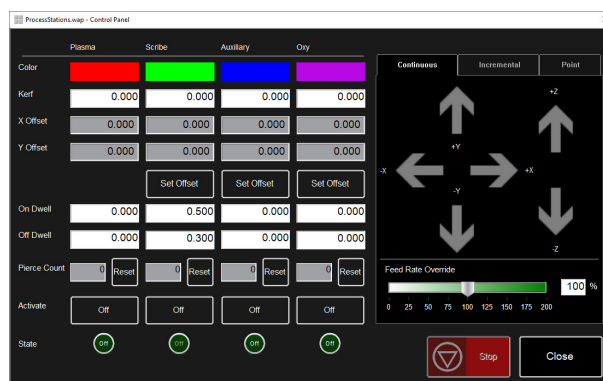 ProcessStations.wap - Control Panel
Plasma Scribe Auxiliary Oxy
Color
Kerf 0.000 0.000 0.000 0.000
X Offset 0.000 0.000 0.000 0.000
Y Offset 0.000 0.000 0.000 0.000
Set Offset Set Offset Set Offset
On Dwell 0.000 0.500 0.000 0.000
Off Dwell 0.000 0.300 0.000 0.000
Pierce Count 0 Reset 0 Reset 0 Reset 0 Reset
Activate Off Off Off Off
State Off Off Off Off
Continuous Incremental Point
+Z
+Y
-X +X
-Y
-Z
Feed Rate Override
100 %
0 25 50 75 100 125 150 175 200
Stop Close